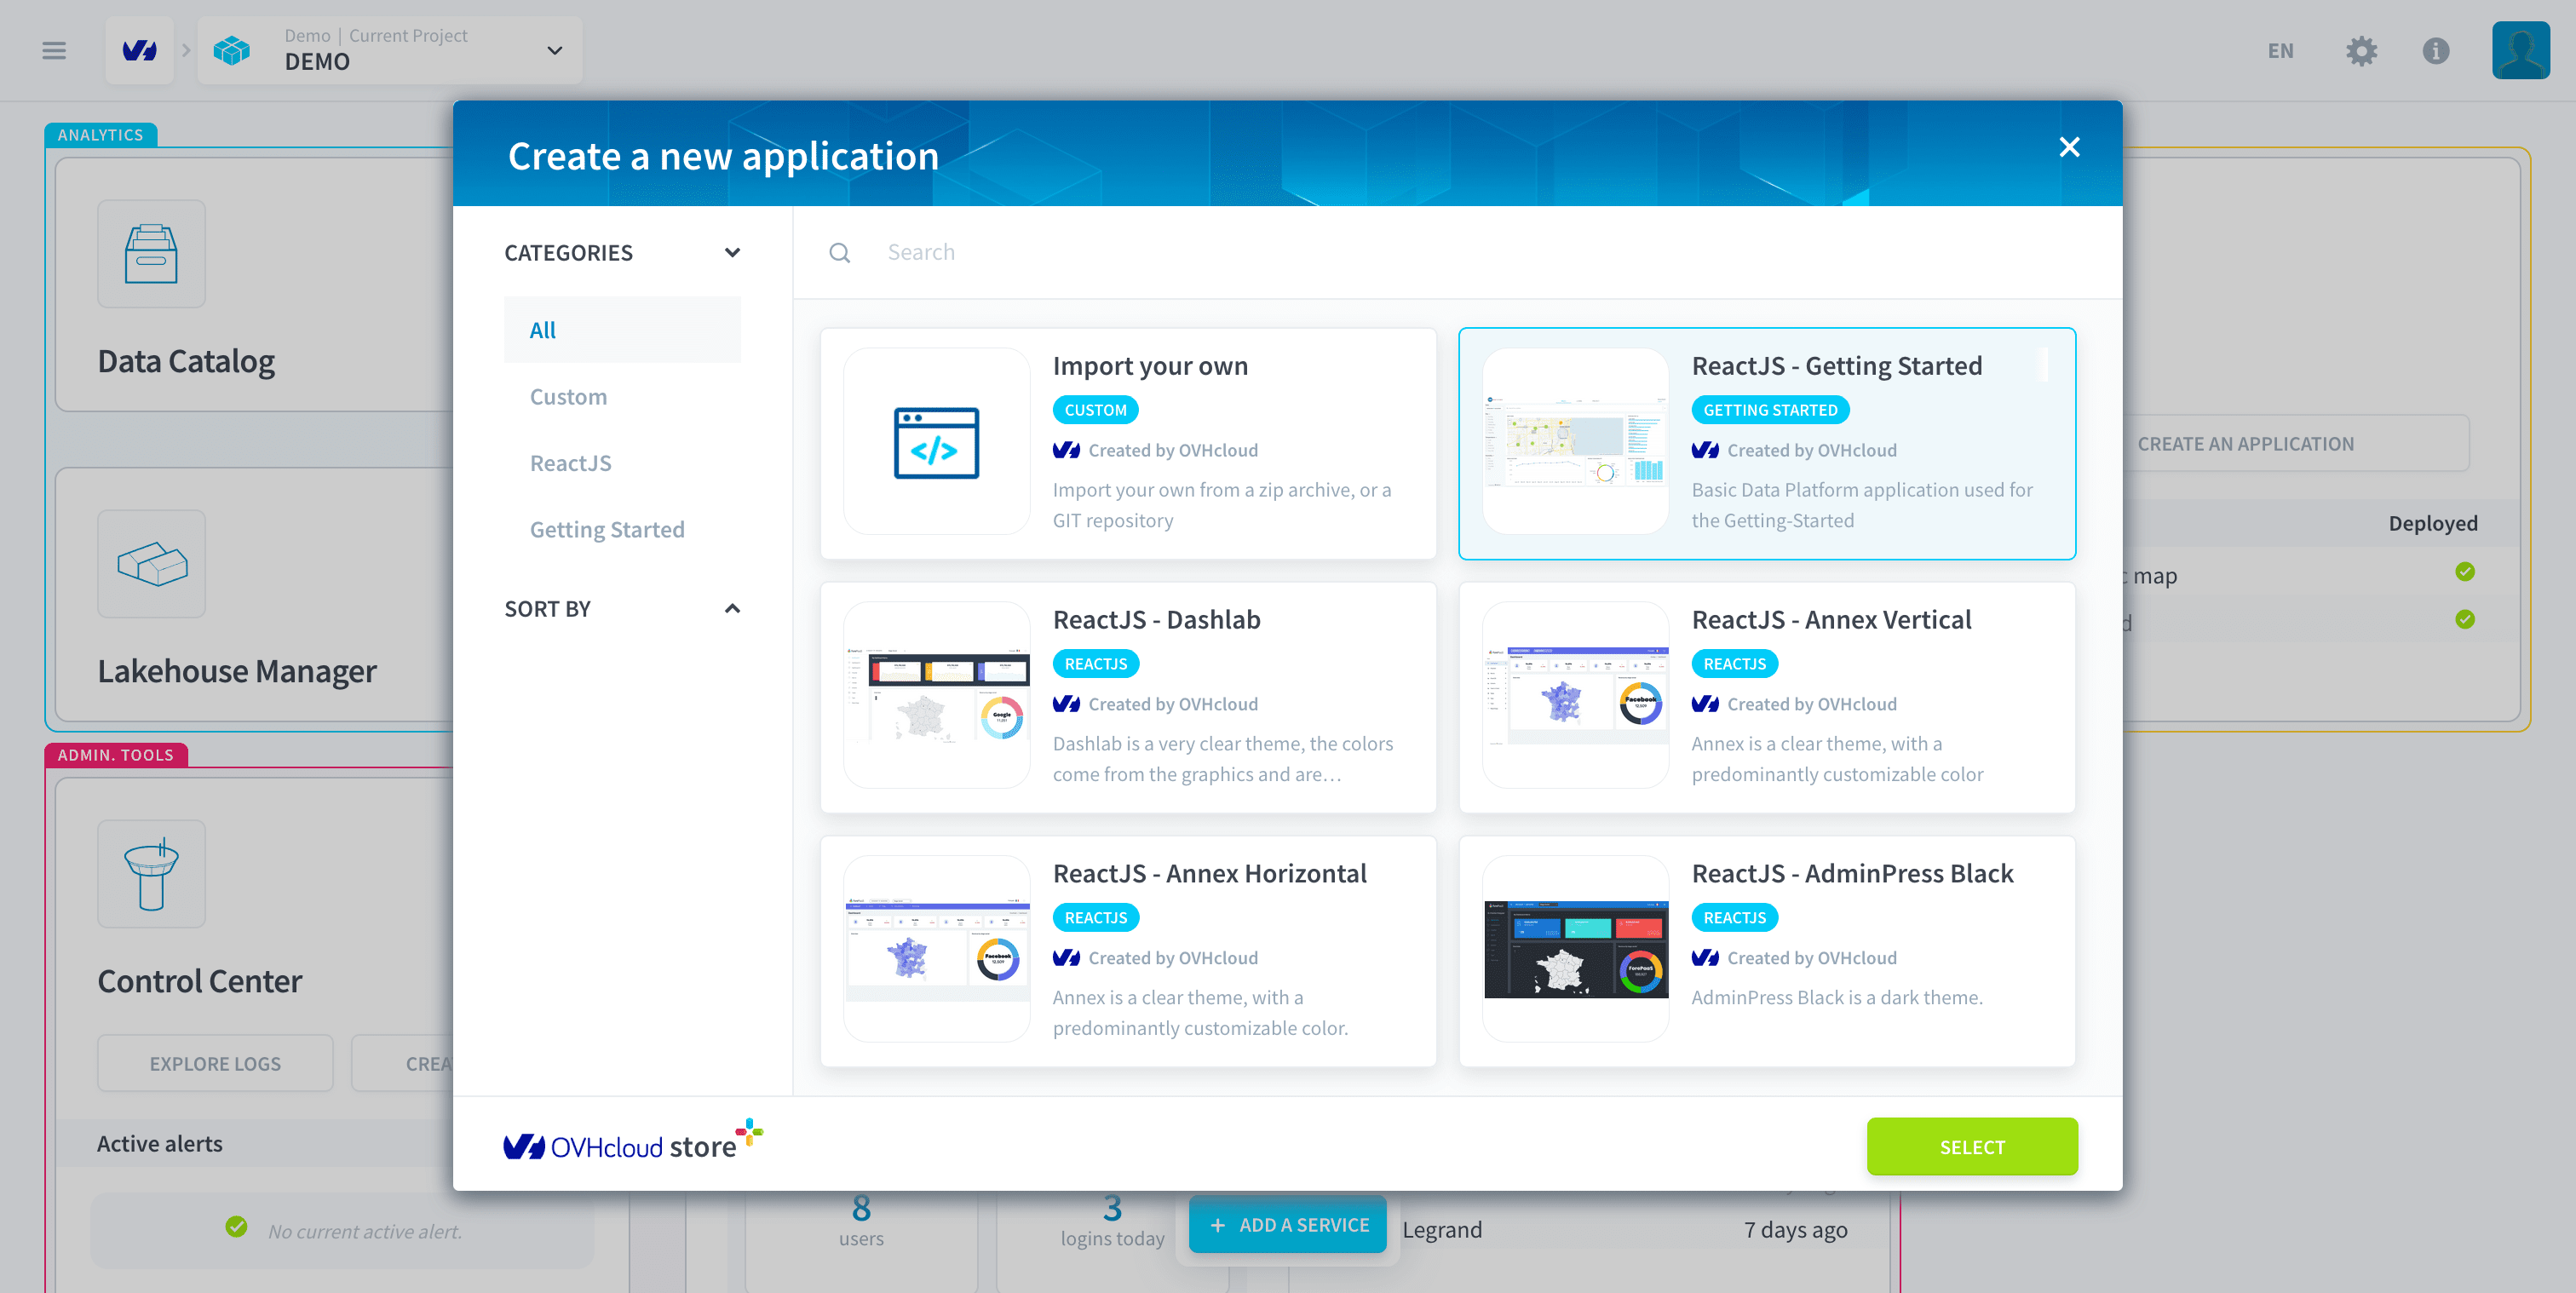 Demo | Current Project
DEMO
EN
ANALYTICS
Data Catalog
Lakehouse Manager
ADMIN. TOOLS
Control Center
EXPLORE LOGS
Active alerts
No current active alert.
Create a new application
CATEGORIES
All
Custom
ReactJS
Getting Started
SORT BY
Search
Import your own
CUSTOM
Created by OVHcloud
Import your own from a zip archive, or a
GIT repository
ReactJS - Getting Started
GETTING STARTED
Created by OVHcloud
Basic Data Platform application used for
the Getting-Started
ReactJS - Dashlab
REACTJS
Created by OVHcloud
Dashlab is a very clear theme, the colors
come from the graphics and are…
Google
ReactJS - Annex Vertical
REACTJS
Created by OVHcloud
Annex is a clear theme, with a
predominantly customizable color
Facebook
ReactJS - Annex Horizontal
REACTJS
Created by OVHcloud
Annex is a clear theme, with a
predominantly customizable color.
Facebook
ReactJS - AdminPress Black
REACTJS
Created by OVHcloud
AdminPress Black is a dark theme.
ForePaaS
OVHcloud store
SELECT
CREATE AN APPLICATION
Deployed
map
8
users
3
logins today
+ ADD A SERVICE
Legrand
7 days ago